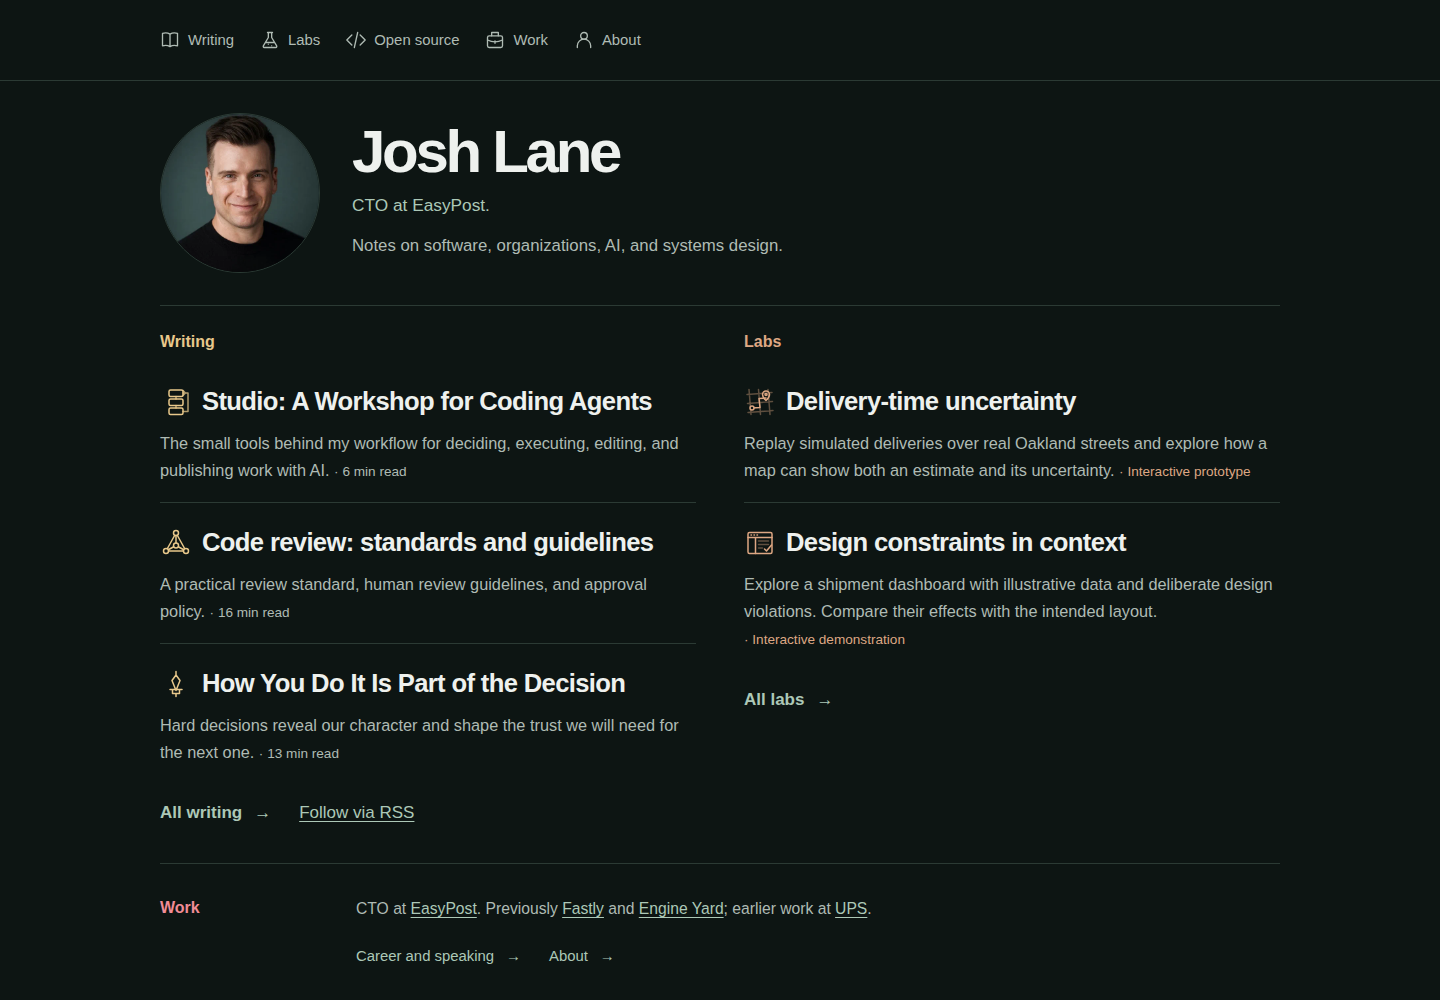 Writing Labs Open source Work About
Josh Lane
CTO at EasyPost.
Notes on software, organizations, AI, and systems design.
Writing
Studio: A Workshop for Coding Agents
The small tools behind my workflow for deciding, executing, editing, and
publishing work with AI. · 6 min read
Code review: standards and guidelines
A practical review standard, human review guidelines, and approval
policy. · 16 min read
How You Do It Is Part of the Decision
Hard decisions reveal our character and shape the trust we will need for
the next one. · 13 min read
All writing → Follow via RSS
Labs
Delivery-time uncertainty
Replay simulated deliveries over real Oakland streets and explore how a
map can show both an estimate and its uncertainty. · Interactive prototype
Design constraints in context
Explore a shipment dashboard with illustrative data and deliberate design
violations. Compare their effects with the intended layout.
· Interactive demonstration
All labs →
Work
CTO at EasyPost. Previously Fastly and Engine Yard; earlier work at UPS.
Career and speaking → About →